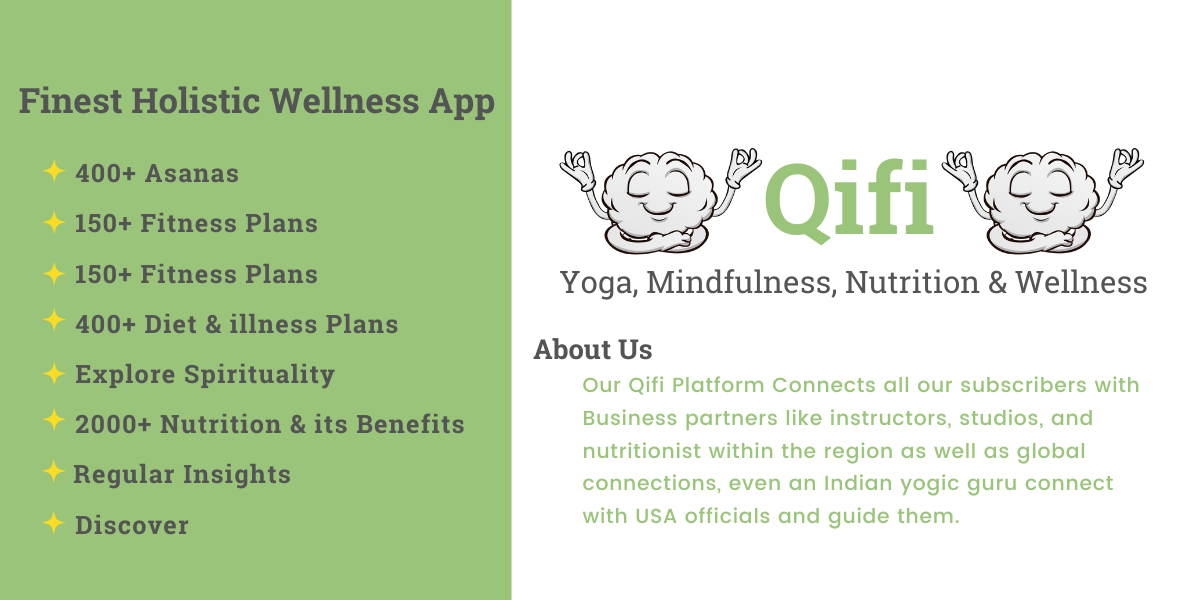 Finest Holistic Wellness App
400+ Asanas
150+ Fitness Plans
150+ Fitness Plans
400+ Diet & illness Plans
Explore Spirituality
2000+ Nutrition & its Benefits
Regular Insights
Discover
Qifi
Yoga, Mindfulness, Nutrition & Wellness
About Us
Our Qifi Platform Connects all our subscribers with
Business partners like instructors, studios, and
nutritionist within the region as well as global
connections, even an Indian yogic guru connect
with USA officials and guide them.